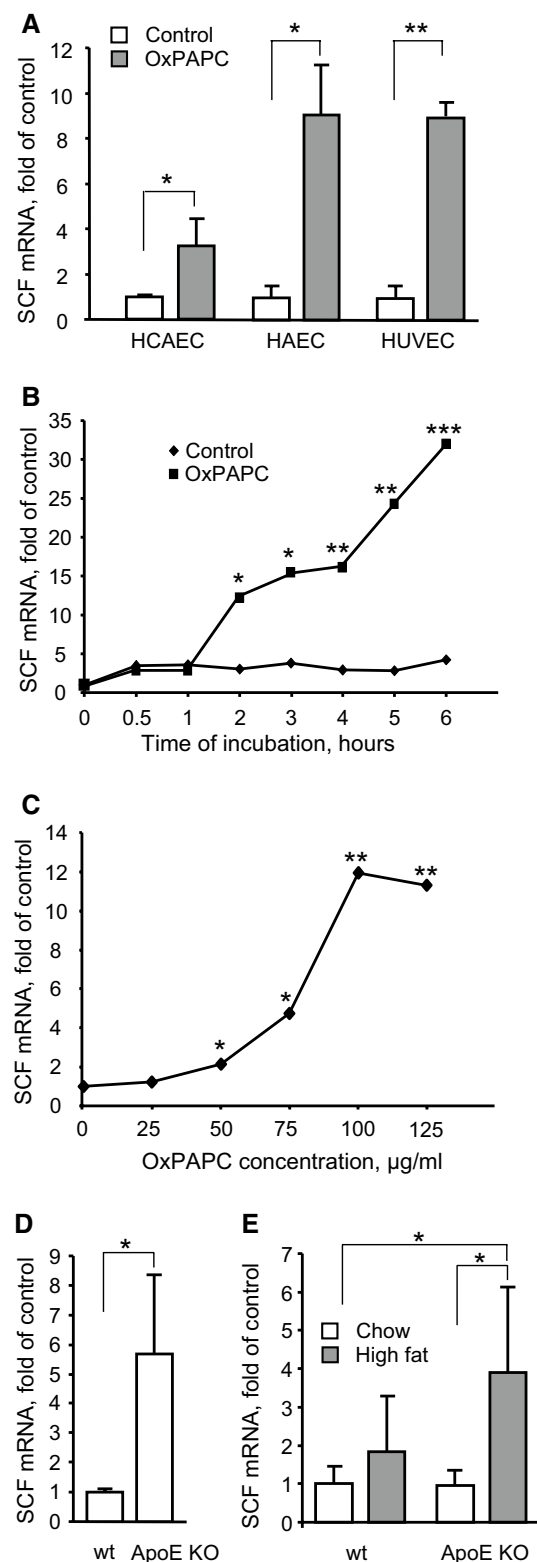 A
SCF mRNA, fold of control
12
10
8
6
4
2
0
Control
OxPAPC
*
*
**
HCAEC HAEC HUVEC
B
SCF mRNA, fold of control
35
30
25
20
15
10
5
0
Control
OxPAPC
*
*
**
**
***
0 0.5 1 2 3 4 5 6
Time of incubation, hours
C
SCF mRNA, fold of control
14
12
10
8
6
4
2
0
*
*
**
**
0 25 50 75 100 125
OxPAPC concentration, µg/ml
D
SCF mRNA, fold of control
9
8
7
6
5
4
3
2
1
0
*
wt ApoE KO
E
SCF mRNA, fold of control
7
6
5
4
3
2
1
0
Chow
High fat
*
*
wt ApoE KO